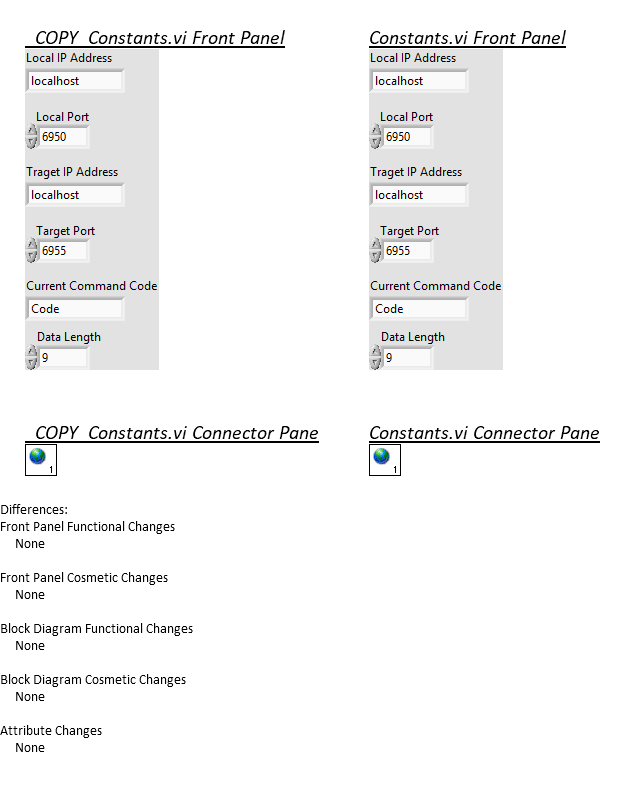 _COPY_Constants.vi Front Panel
Local IP Address
localhost
Local Port
6950
Traget IP Address
localhost
Target Port
6955
Current Command Code
Code
Data Length
9
Constants.vi Front Panel
Local IP Address
localhost
Local Port
6950
Traget IP Address
localhost
Target Port
6955
Current Command Code
Code
Data Length
9
_COPY_Constants.vi Connector Pane
1
Constants.vi Connector Pane
1
Differences:
Front Panel Functional Changes
None
Front Panel Cosmetic Changes
None
Block Diagram Functional Changes
None
Block Diagram Cosmetic Changes
None
Attribute Changes
None